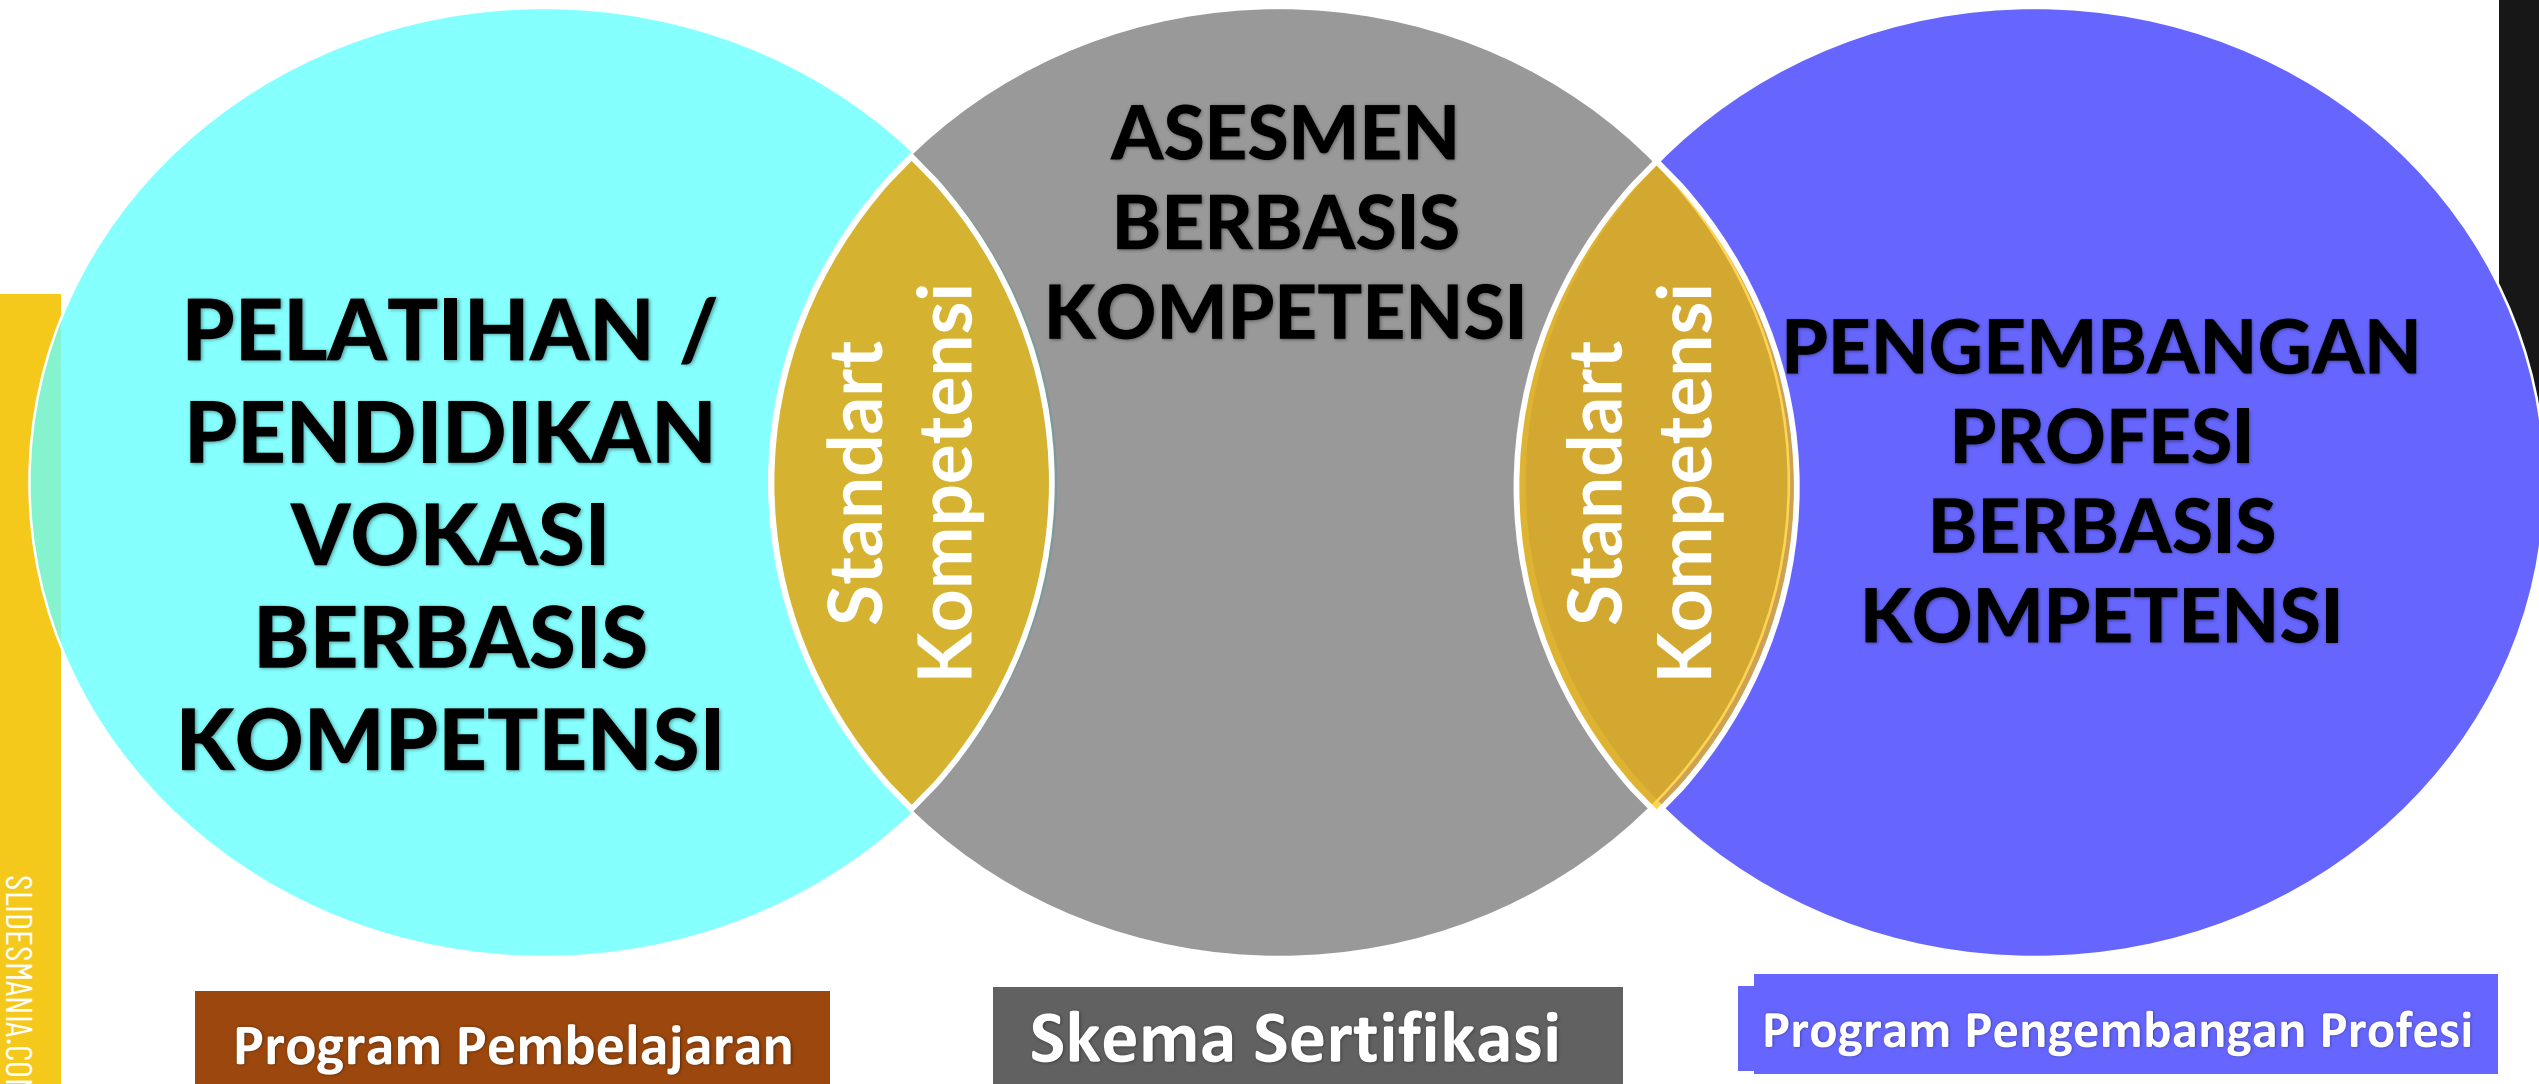 PELATIHAN /
PENDIDIKAN
VOKASI
BERBASIS
KOMPETENSI
Standart
Kompetensi
ASESMEN
BERBASIS
KOMPETENSI
Standart
Kompetensi
PENGEMBANGAN
PROFESI
BERBASIS
KOMPETENSI
Program Pembelajaran
Skema Sertifikasi
Program Pengembangan Profesi
SLIDESMANIA.COM